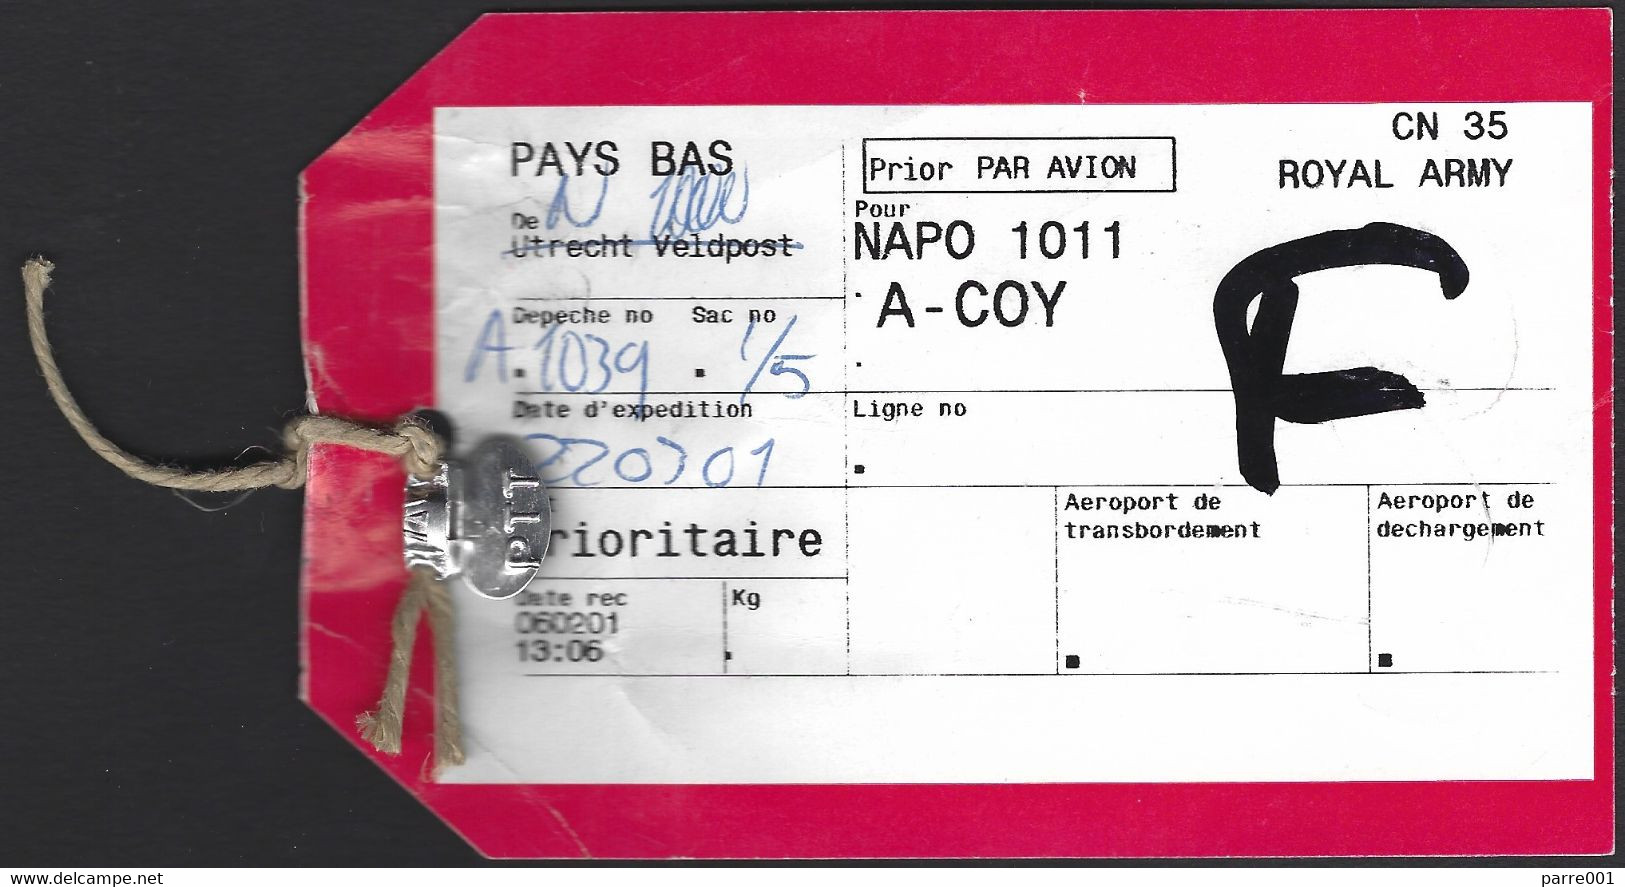 CN 35
PAYS BAS
Prior PAR AVION
ROYAL ARMY
De N 1000
Utrecht Veldpost
Pour
NAPO 1011
A-COY
F
Depeche no Sac no
A 1039 1/5
Date d'expedition
Ligne no
220301
PTT
rioritaire
Aeroport de
transbordement
Aeroport de
dechargement
Date rec
060201
13:06
Kg
www.delcampe.net
parre001